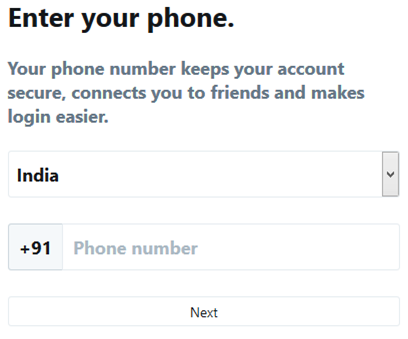 Enter your phone.
Your phone number keeps your account
secure, connects you to friends and makes
login easier.
India
+91 Phone number
Next